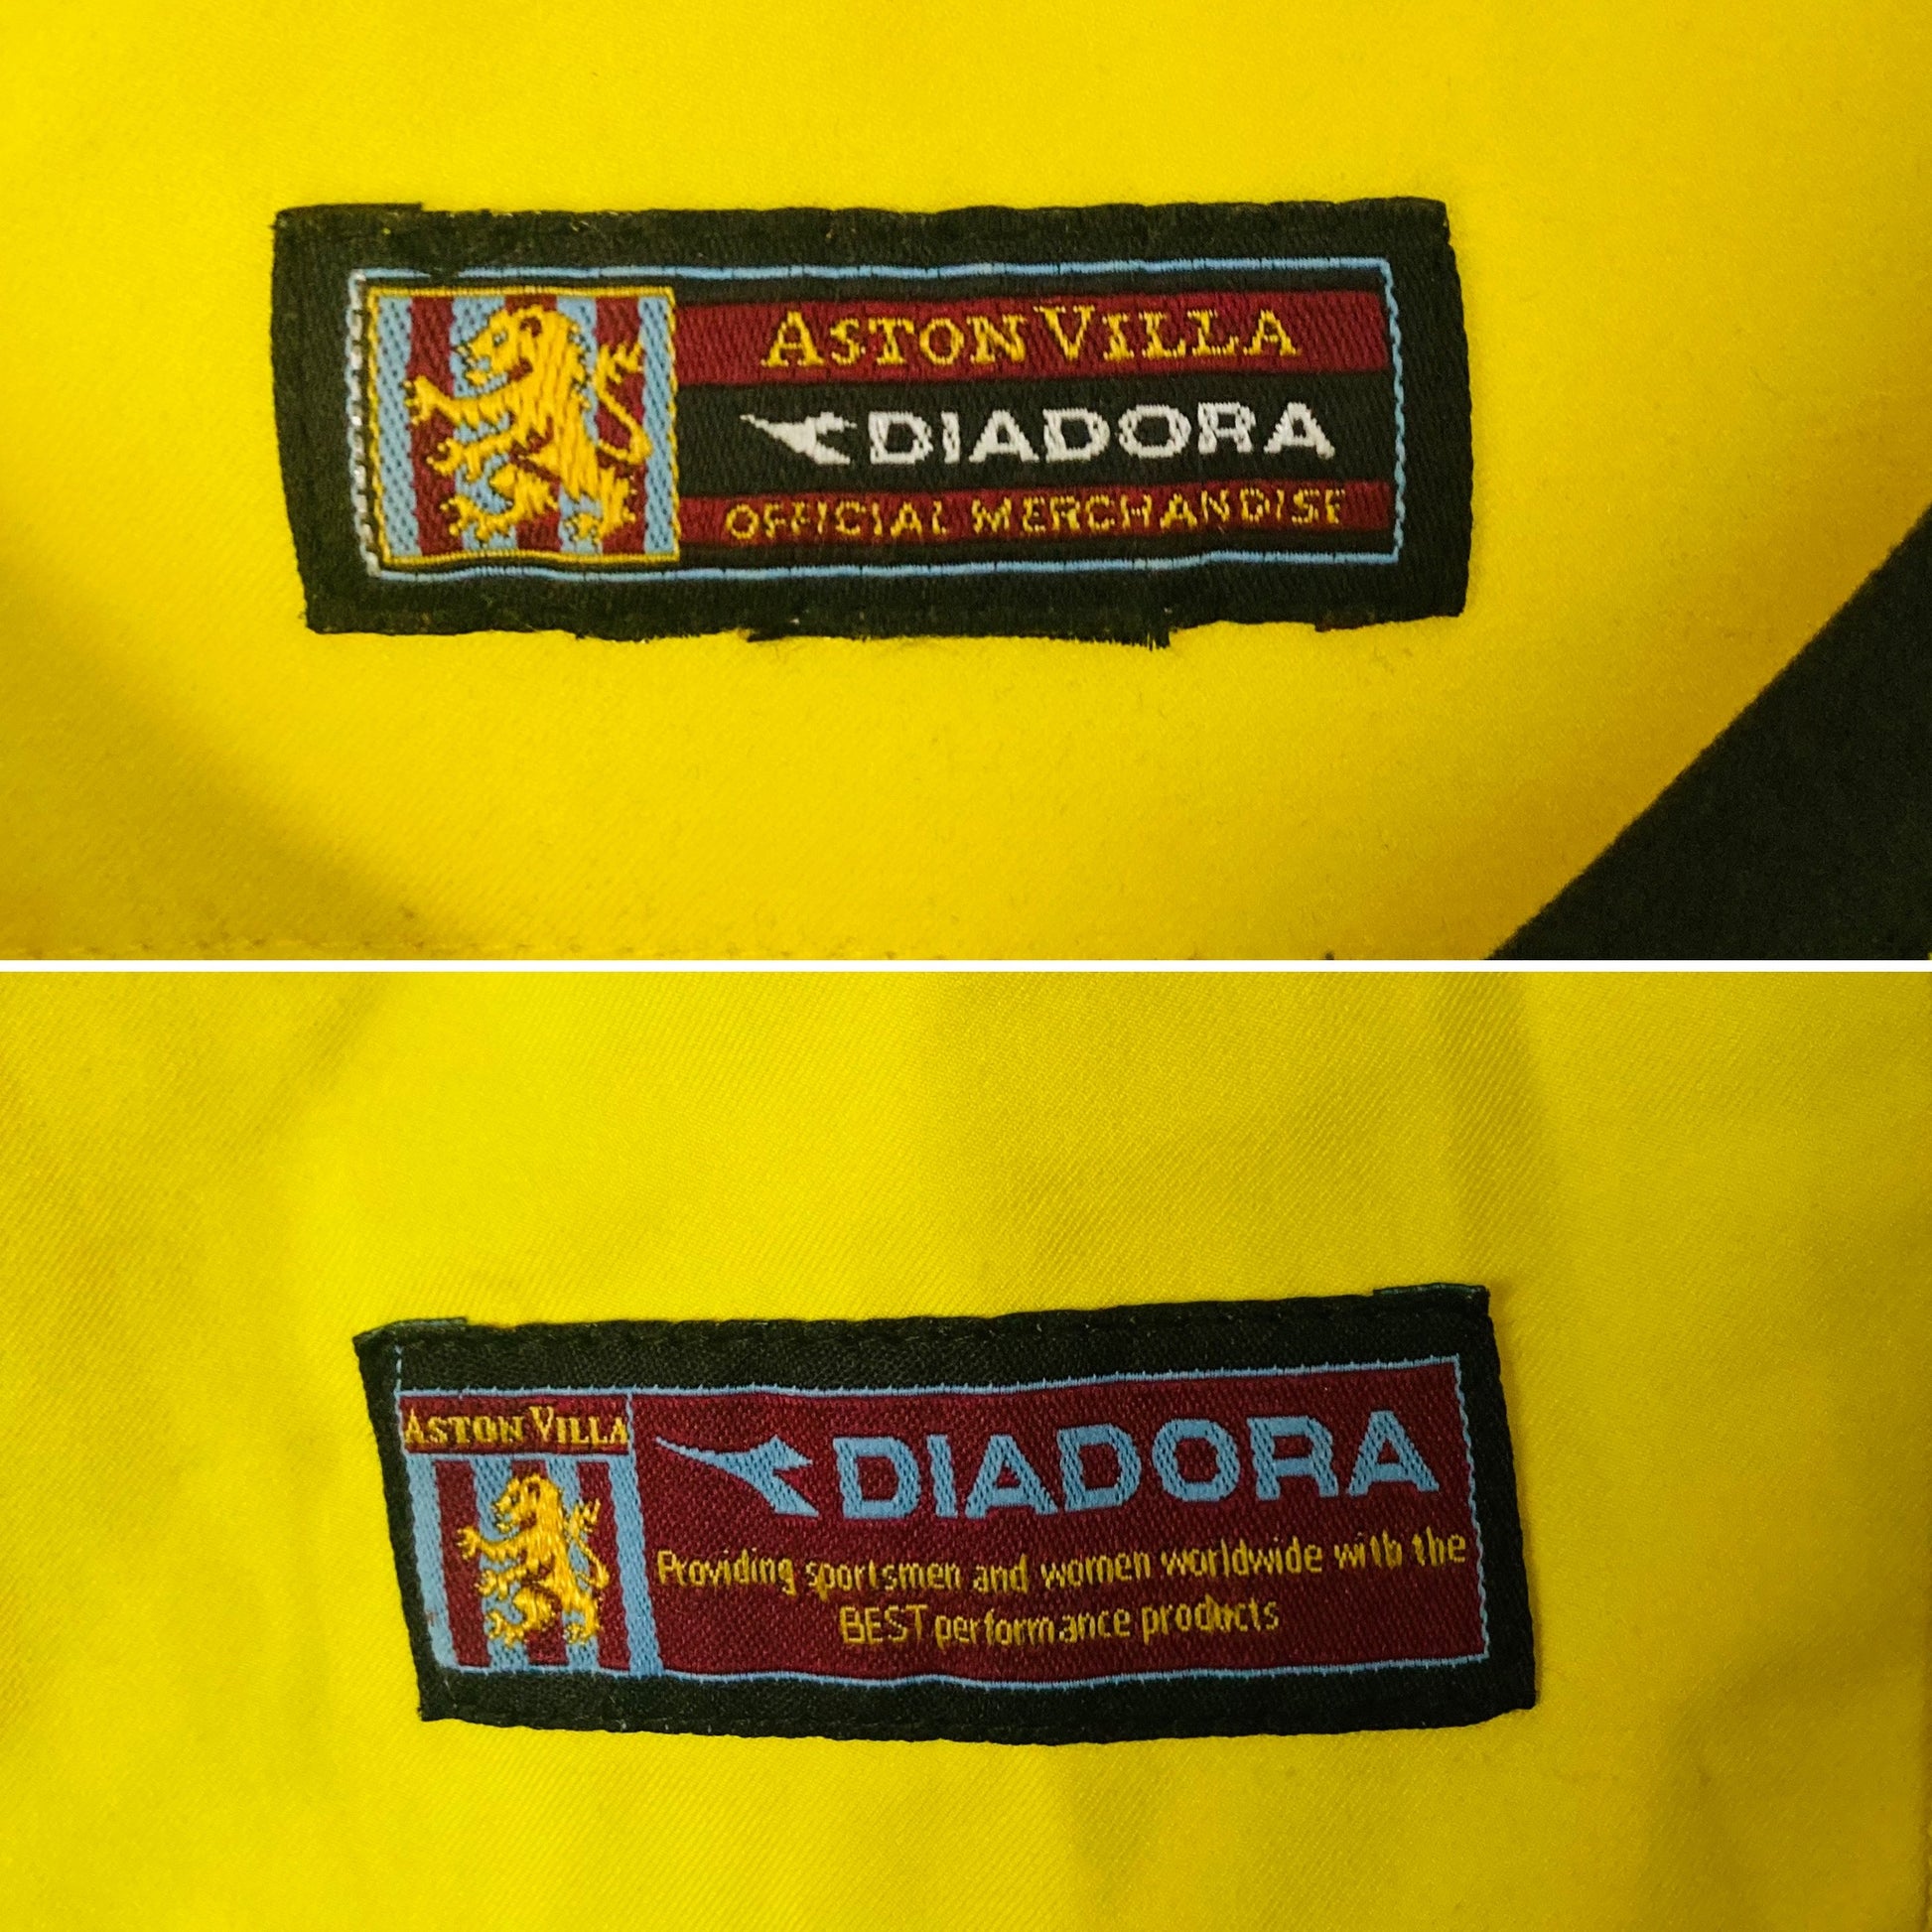 ASTON VILLA
DIADORA
OFFICIAL MERCHANDISE
ASTON VILLA
DIADORA
Providing sportsmen and women worldwide with the
BEST performance products